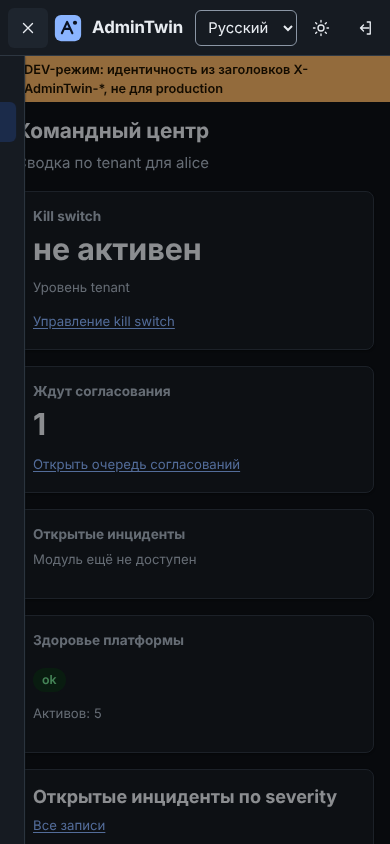 AdminTwin
Русский
DEV-режим: идентичность из заголовков X-
AdminTwin-*, не для production
Командный центр
Сводка по tenant для alice
Kill switch
не активен
Уровень tenant
Управление kill switch
Ждут согласования
1
Открыть очередь согласований
Открытые инциденты
Модуль ещё не доступен
Здоровье платформы
ok
Активов: 5
Открытые инциденты по severity
Все записи